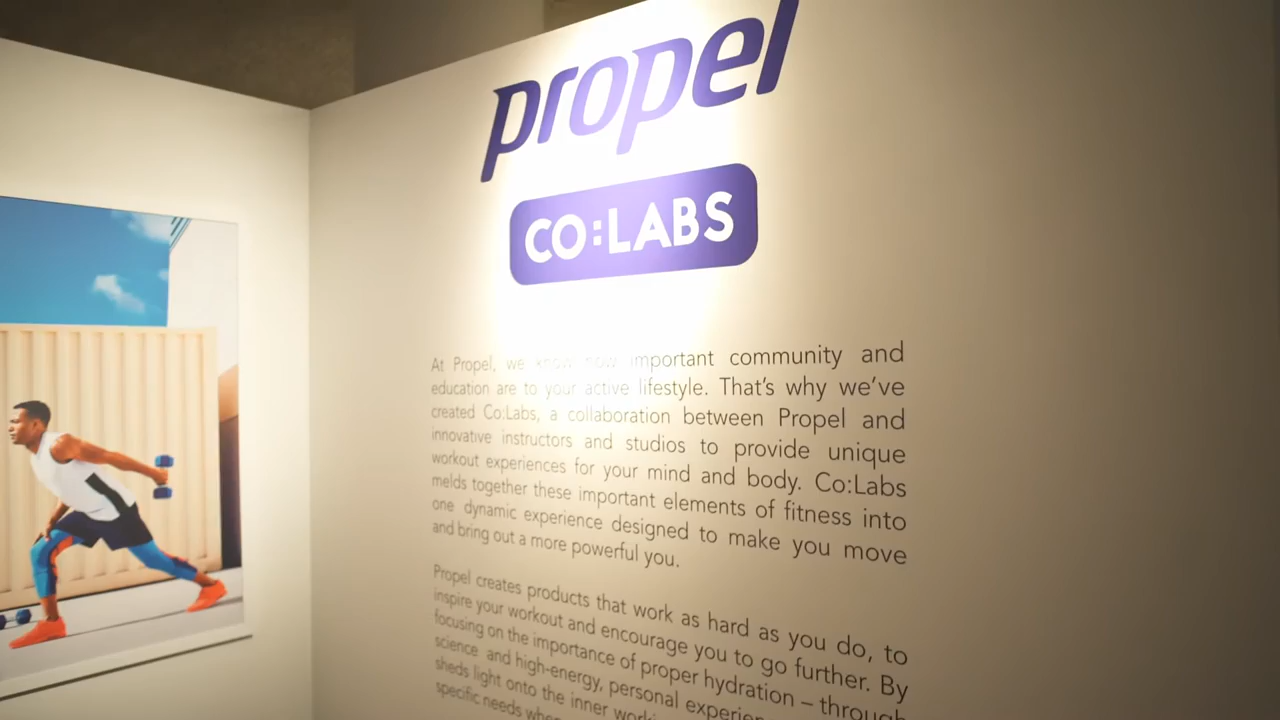 propel
CO:LABS
At Propel, we know how important community and
education are to your active lifestyle. That's why we've
created Co:Labs, a collaboration between Propel and
innovative instructors and studios to provide unique
workout experiences for your mind and body. Co:Labs
melds together these important elements of fitness into
one dynamic experience designed to make you move
and bring out a more powerful you.
Propel creates products that work as hard as you do, to
inspire your workout and encourage you to go further. By
focusing on the importance of proper hydration – through
science and high-energy, personal
sheds light onto the inner
specific needs